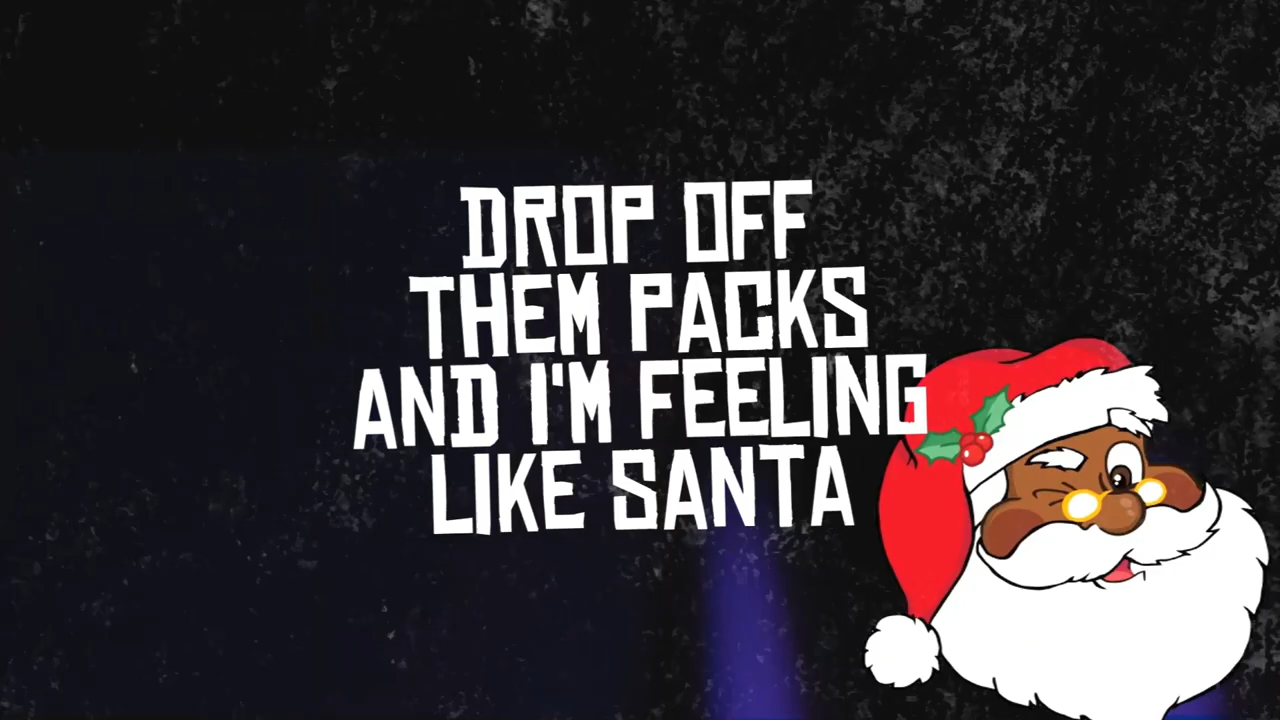 DROP OFF
THEM PACKS
AND I'M FEELING
LIKE SANTA